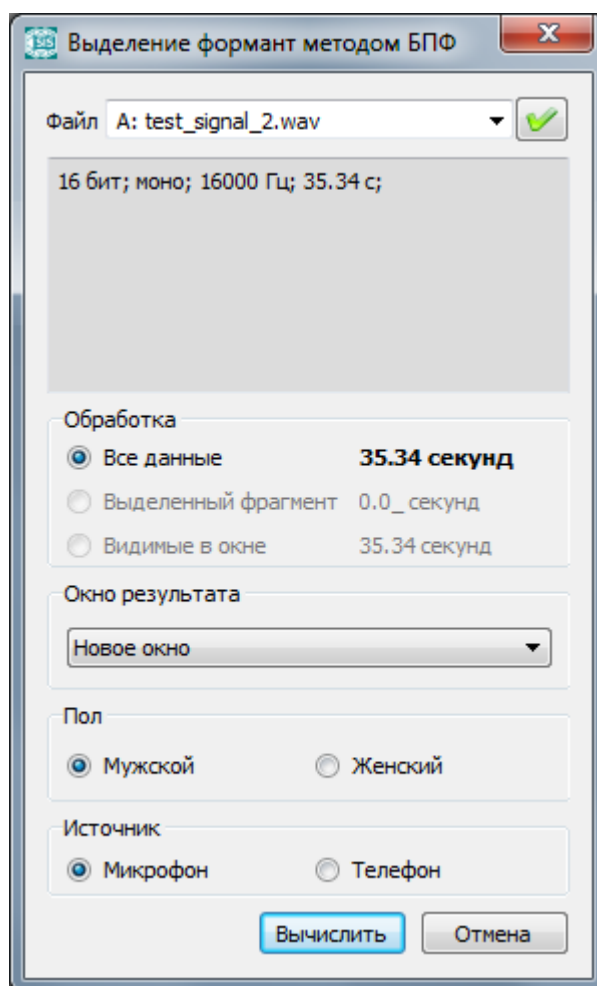 SIS Выделение формант методом БПФ
Файл A: test_signal_2.wav
16 бит; моно; 16000 Гц; 35.34 с;
Обработка
Все данные 35.34 секунд
Выделенный фрагмент 0.0_ секунд
Видимые в окне 35.34 секунд
Окно результата
Новое окно
Пол
Мужской Женский
Источник
Микрофон Телефон
Вычислить Отмена